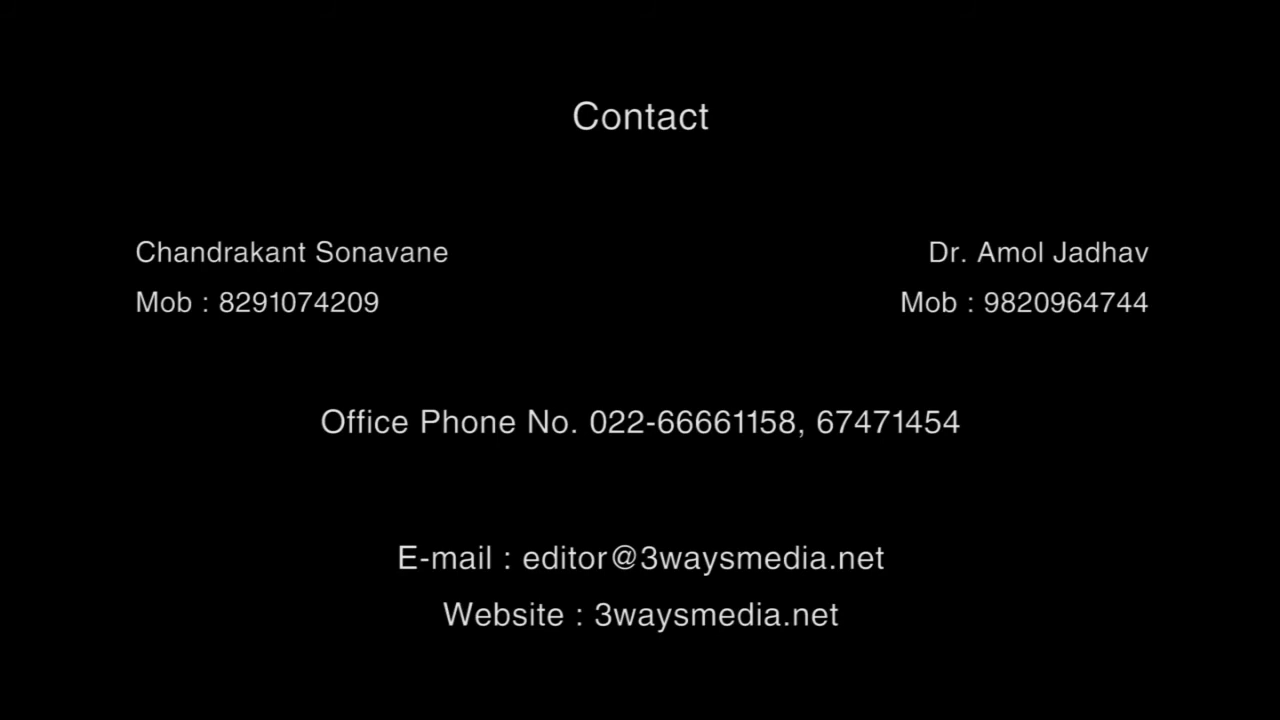 Contact
Chandrakant Sonavane
Mob : 8291074209
Dr. Amol Jadhav
Mob : 9820964744
Office Phone No. 022-66661158, 67471454
E-mail : editor@3waysmedia.net
Website : 3waysmedia.net